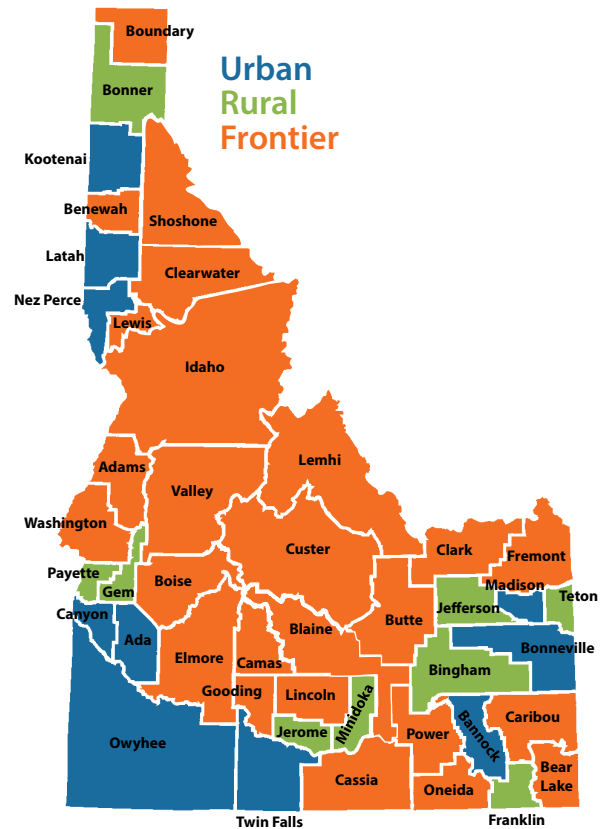 Boundary
Urban
Rural
Frontier
Bonner
Kootenai
Benewah
Shoshone
Latah
Clearwater
Nez Perce
Lewis
Idaho
Lemhi
Adams
Valley
Washington
Custer
Clark
Fremont
Payette
Boise
Madison
Gem
Jefferson
Teton
Canyon
Butte
Ada
Blaine
Bonneville
Elmore
Camas
Bingham
Gooding
Lincoln
Minidoka
Caribou
Bannock
Jerome
Power
Owyhee
Bear
Lake
Cassia
Oneida
Twin Falls
Franklin